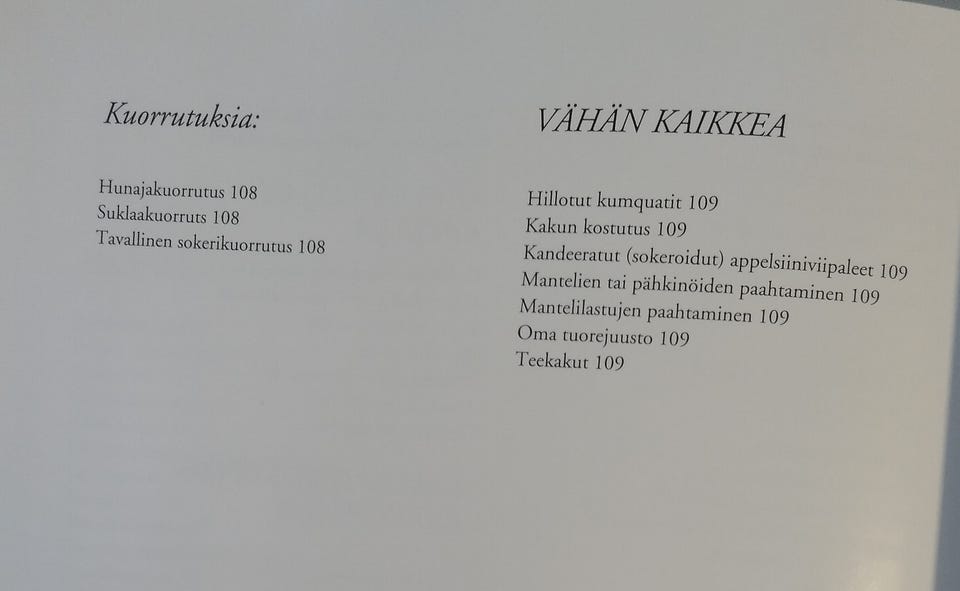 Kuorrutuksia:
Hunajakuorrutus 108
Suklaakuorruts 108
Tavallinen sokerikuorrutus 108
VÄHÄN KAIKKEA
Hillotut kumquatit 109
Kakun kostutus 109
Kandeeratut (sokeroidut) appelsiiniviipaleet 109
Mantelien tai pähkinöiden paahtaminen 109
Mantelilastujen paahtaminen 109
Oma tuorejuusto 109
Teekakut 109